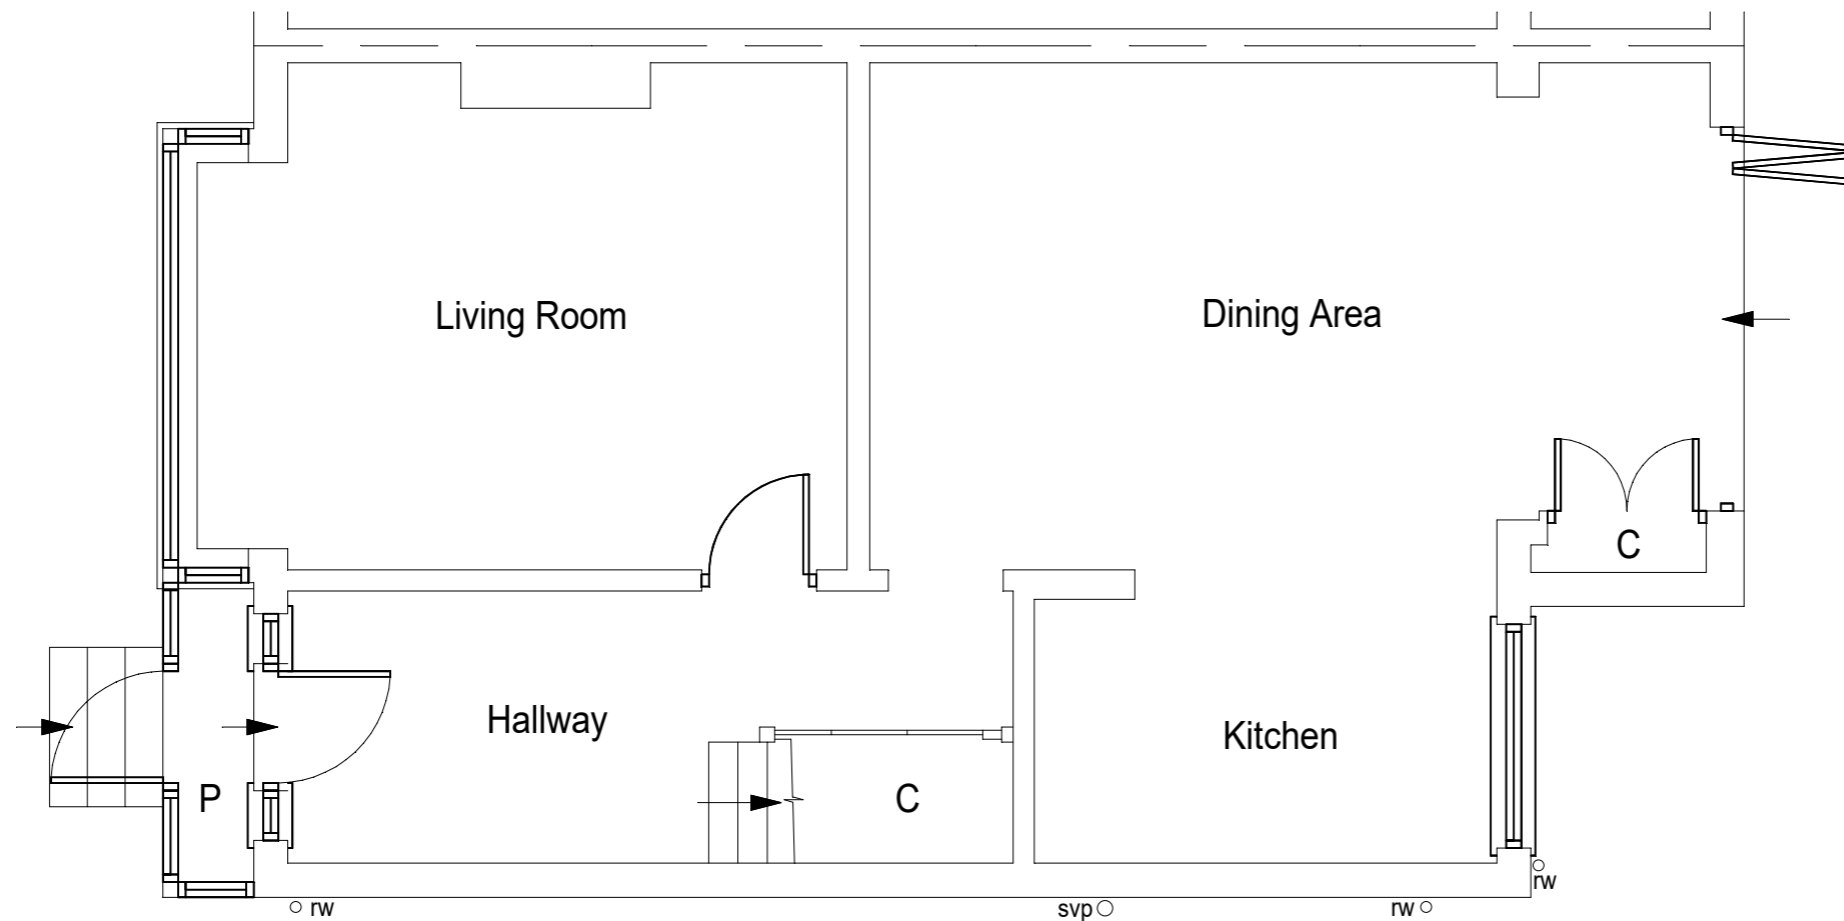 Living Room
Dining Area
C
Hallway
Kitchen
P
C
rw
rw
svp
rw